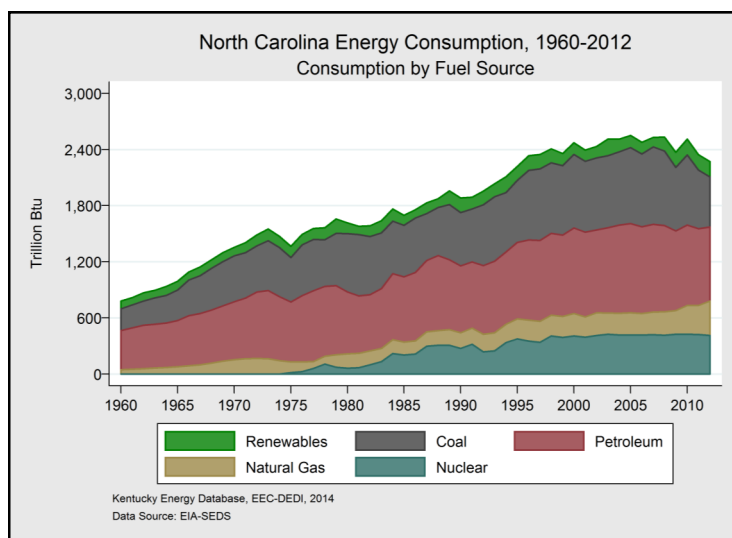 North Carolina Energy Consumption, 1960-2012
Consumption by Fuel Source
Trillion Btu
3,000
2,400
1,800
1,200
600
0
1960 1965 1970 1975 1980 1985 1990 1995 2000 2005 2010
Renewables Coal Petroleum
Natural Gas Nuclear
Kentucky Energy Database, EEC-DEDI, 2014
Data Source: EIA-SEDS